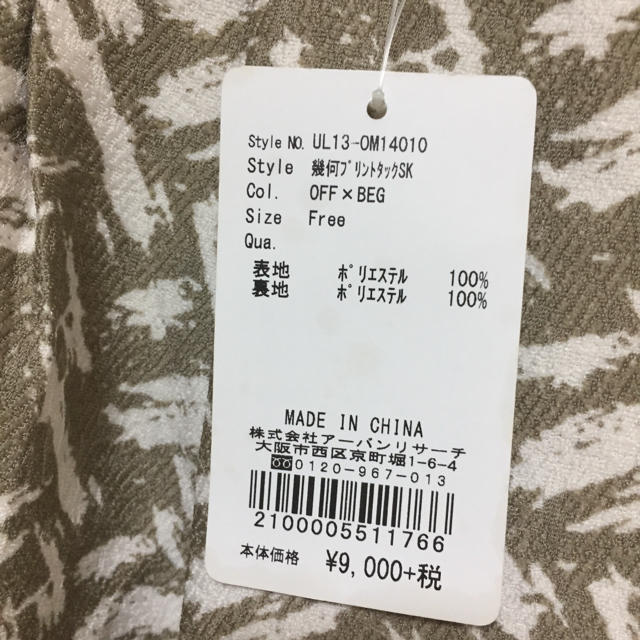 Style NO. UL13-OM14010
Style 幾何ﾌﾟﾘﾝﾄﾀｯｸSK
Col. OFF×BEG
Size Free
Qua.
表地 ﾎﾟﾘｴｽﾃﾙ 100%
裏地 ﾎﾟﾘｴｽﾃﾙ 100%
MADE IN CHINA
株式会社アーバンリサーチ
大阪市西区京町堀1-6-4
0120-967-013
2100005511766
本体価格 ¥9,000+税